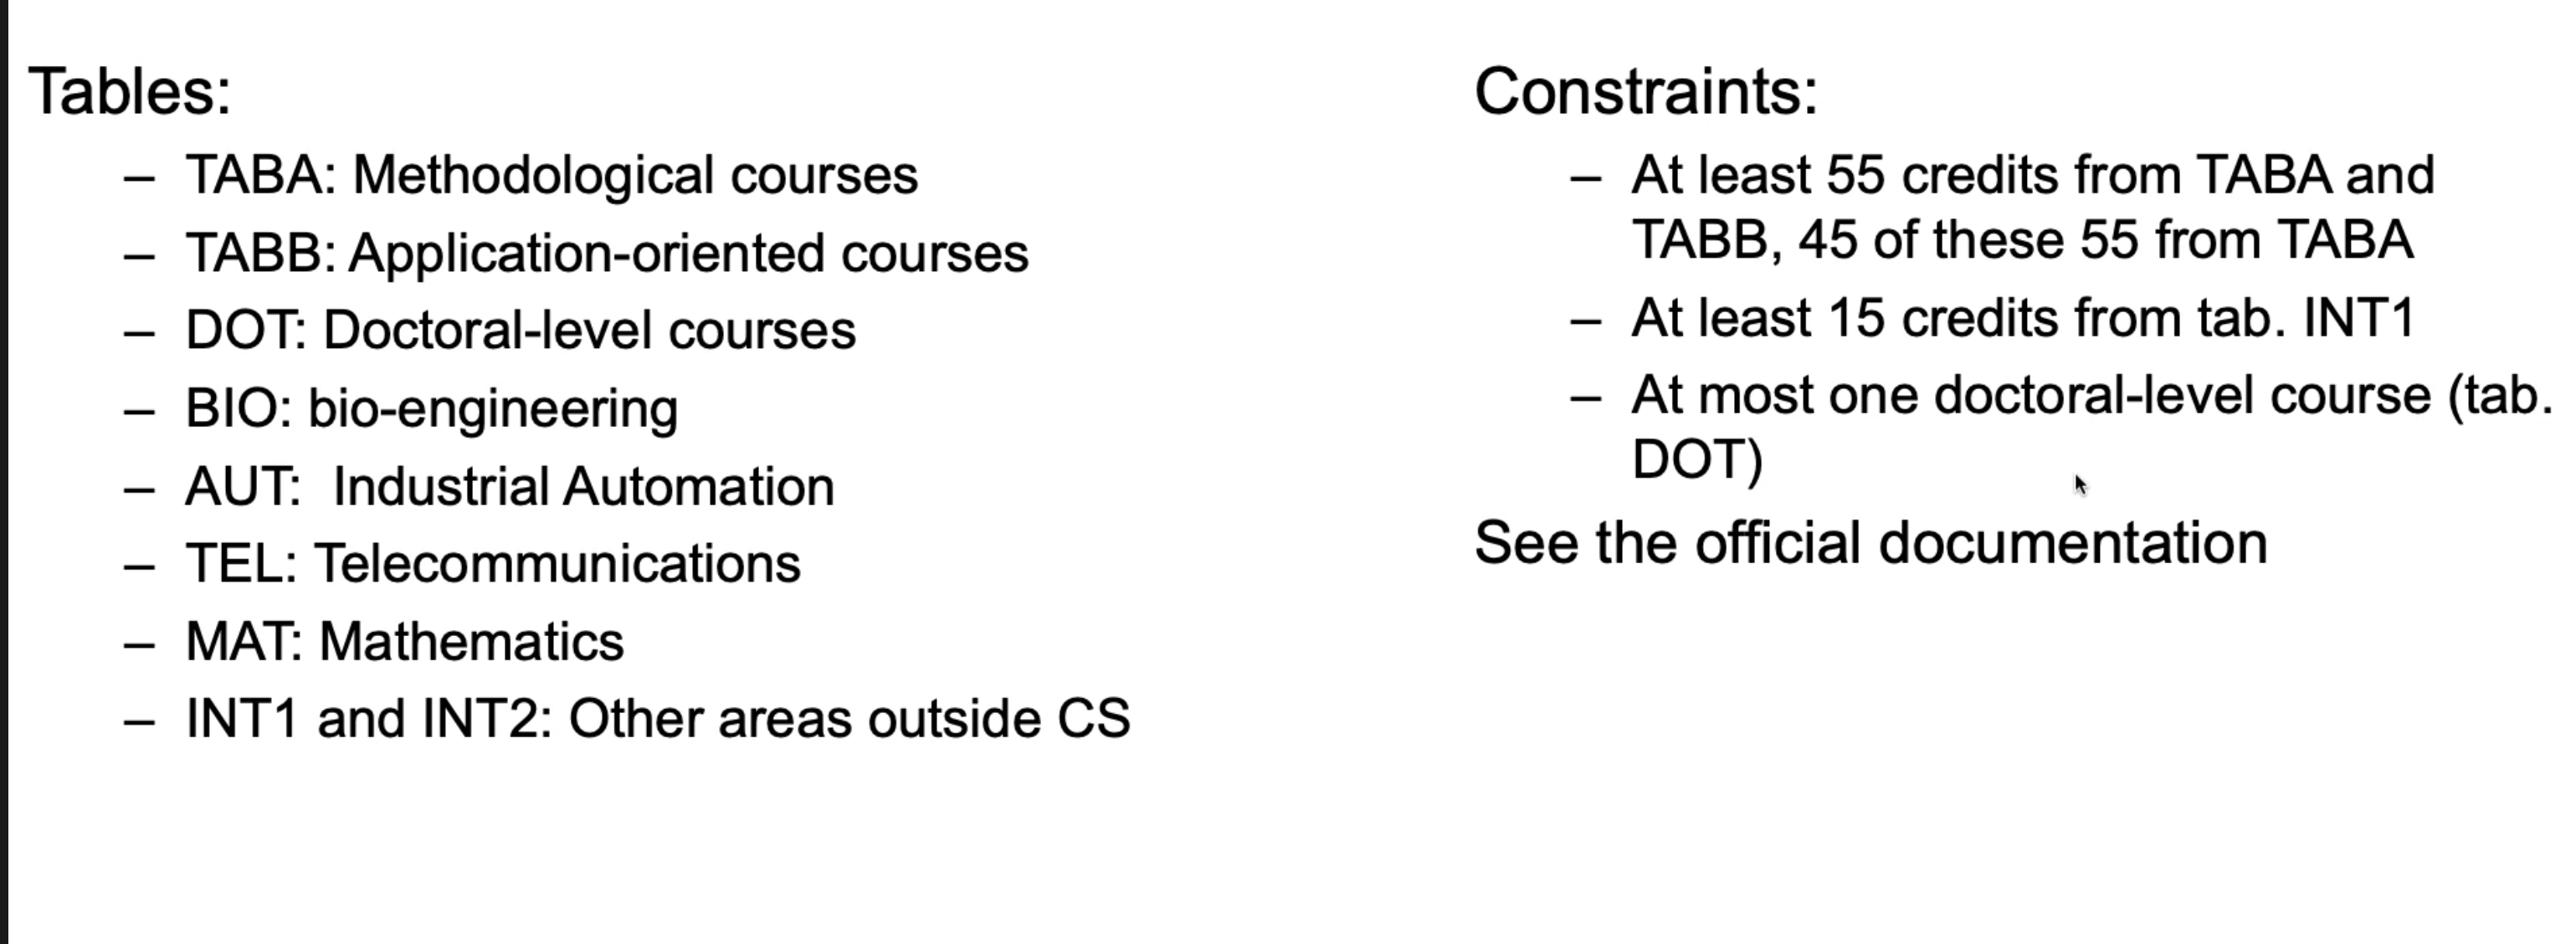 Tables:
– TABA: Methodological courses
– TABB: Application-oriented courses
– DOT: Doctoral-level courses
– BIO: bio-engineering
– AUT:  Industrial Automation
– TEL: Telecommunications
– MAT: Mathematics
– INT1 and INT2: Other areas outside CS
Constraints:
– At least 55 credits from TABA and
TABB, 45 of these 55 from TABA
– At least 15 credits from tab. INT1
– At most one doctoral-level course (tab.
DOT)
See the official documentation